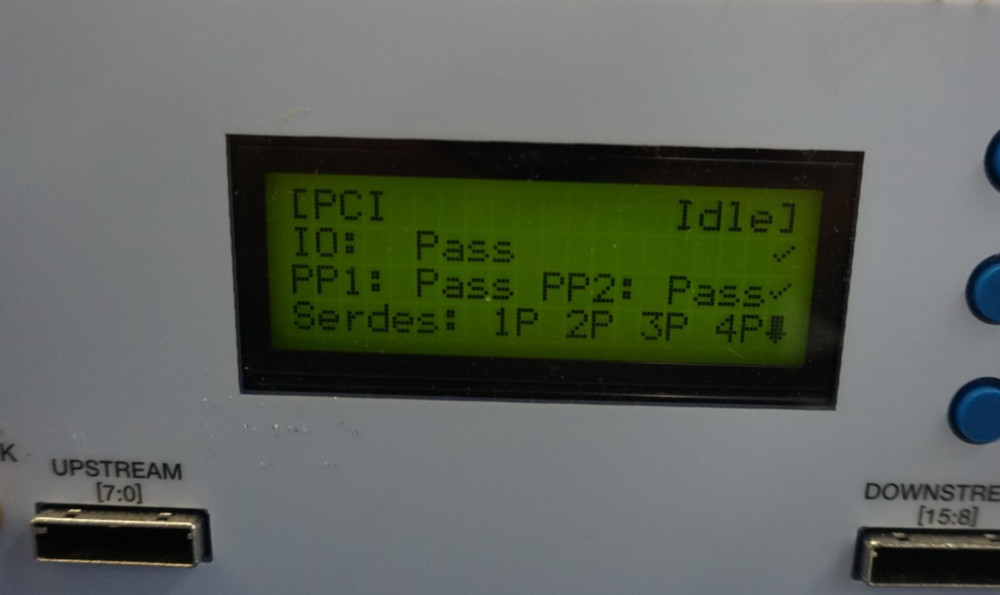 [PCI Idle]
IO: Pass ✓
PP1: Pass PP2: Pass✓
Serdes: 1P 2P 3P 4P
K
UPSTREAM
[7:0]
DOWNSTRE
[15:8]